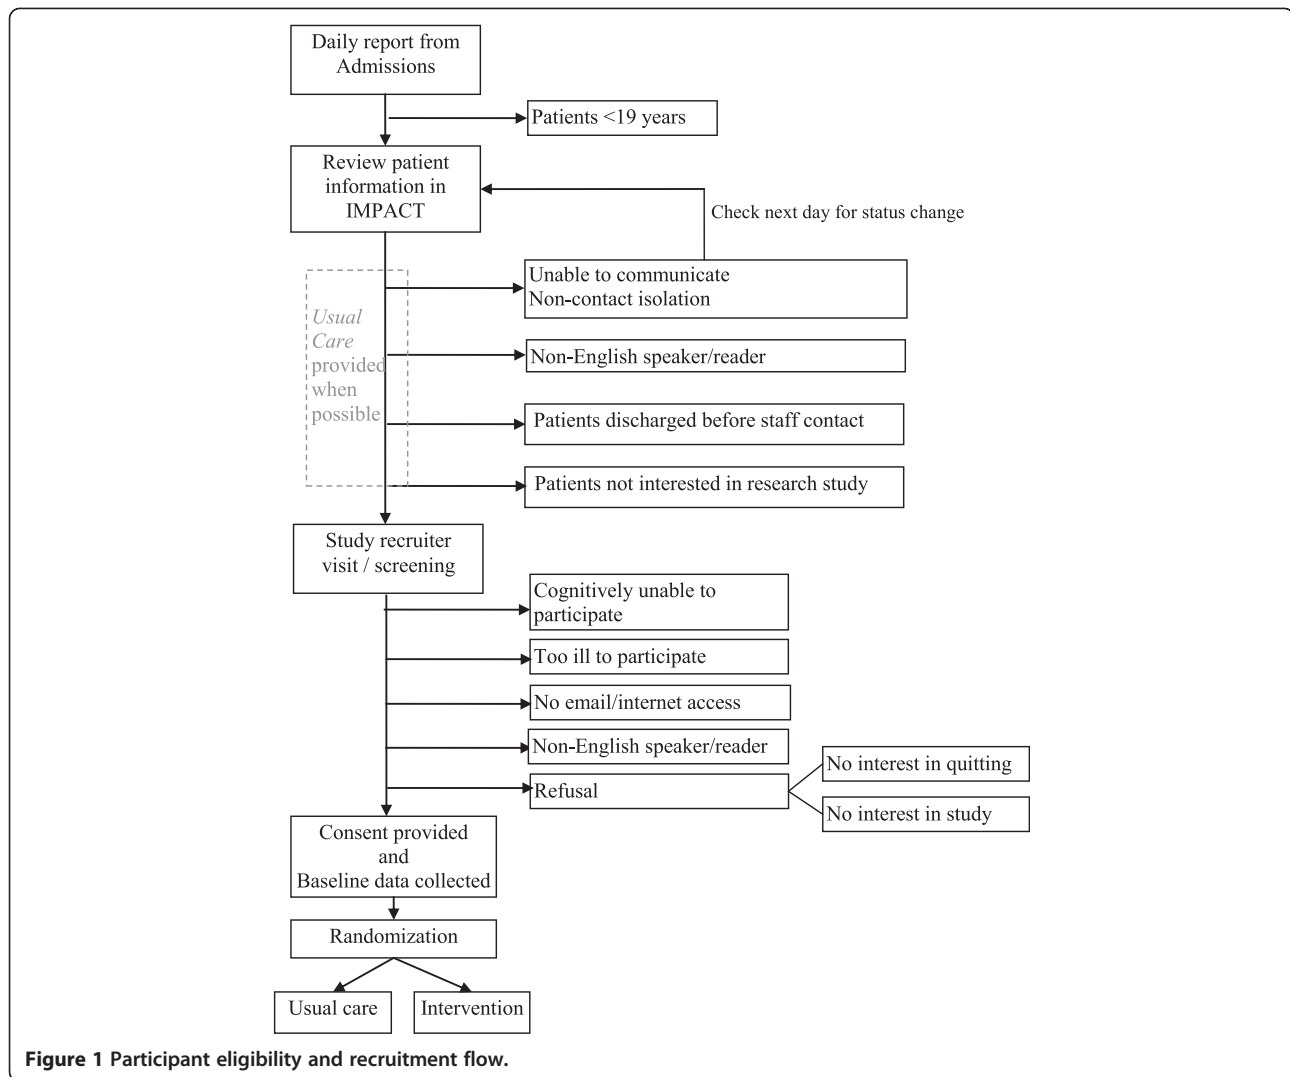 Daily report from
Admissions
Patients <19 years
Review patient
information in
IMPACT
Check next day for status change
Unable to communicate
Non-contact isolation
Usual
Care
provided
when
possible
Non-English speaker/reader
Patients discharged before staff contact
Patients not interested in research study
Study recruiter
visit / screening
Cognitively unable to
participate
Too ill to participate
No email/internet access
Non-English speaker/reader
Refusal
No interest in quitting
No interest in study
Consent provided
and
Baseline data collected
Randomization
Usual care
Intervention
Figure 1 Participant eligibility and recruitment flow.